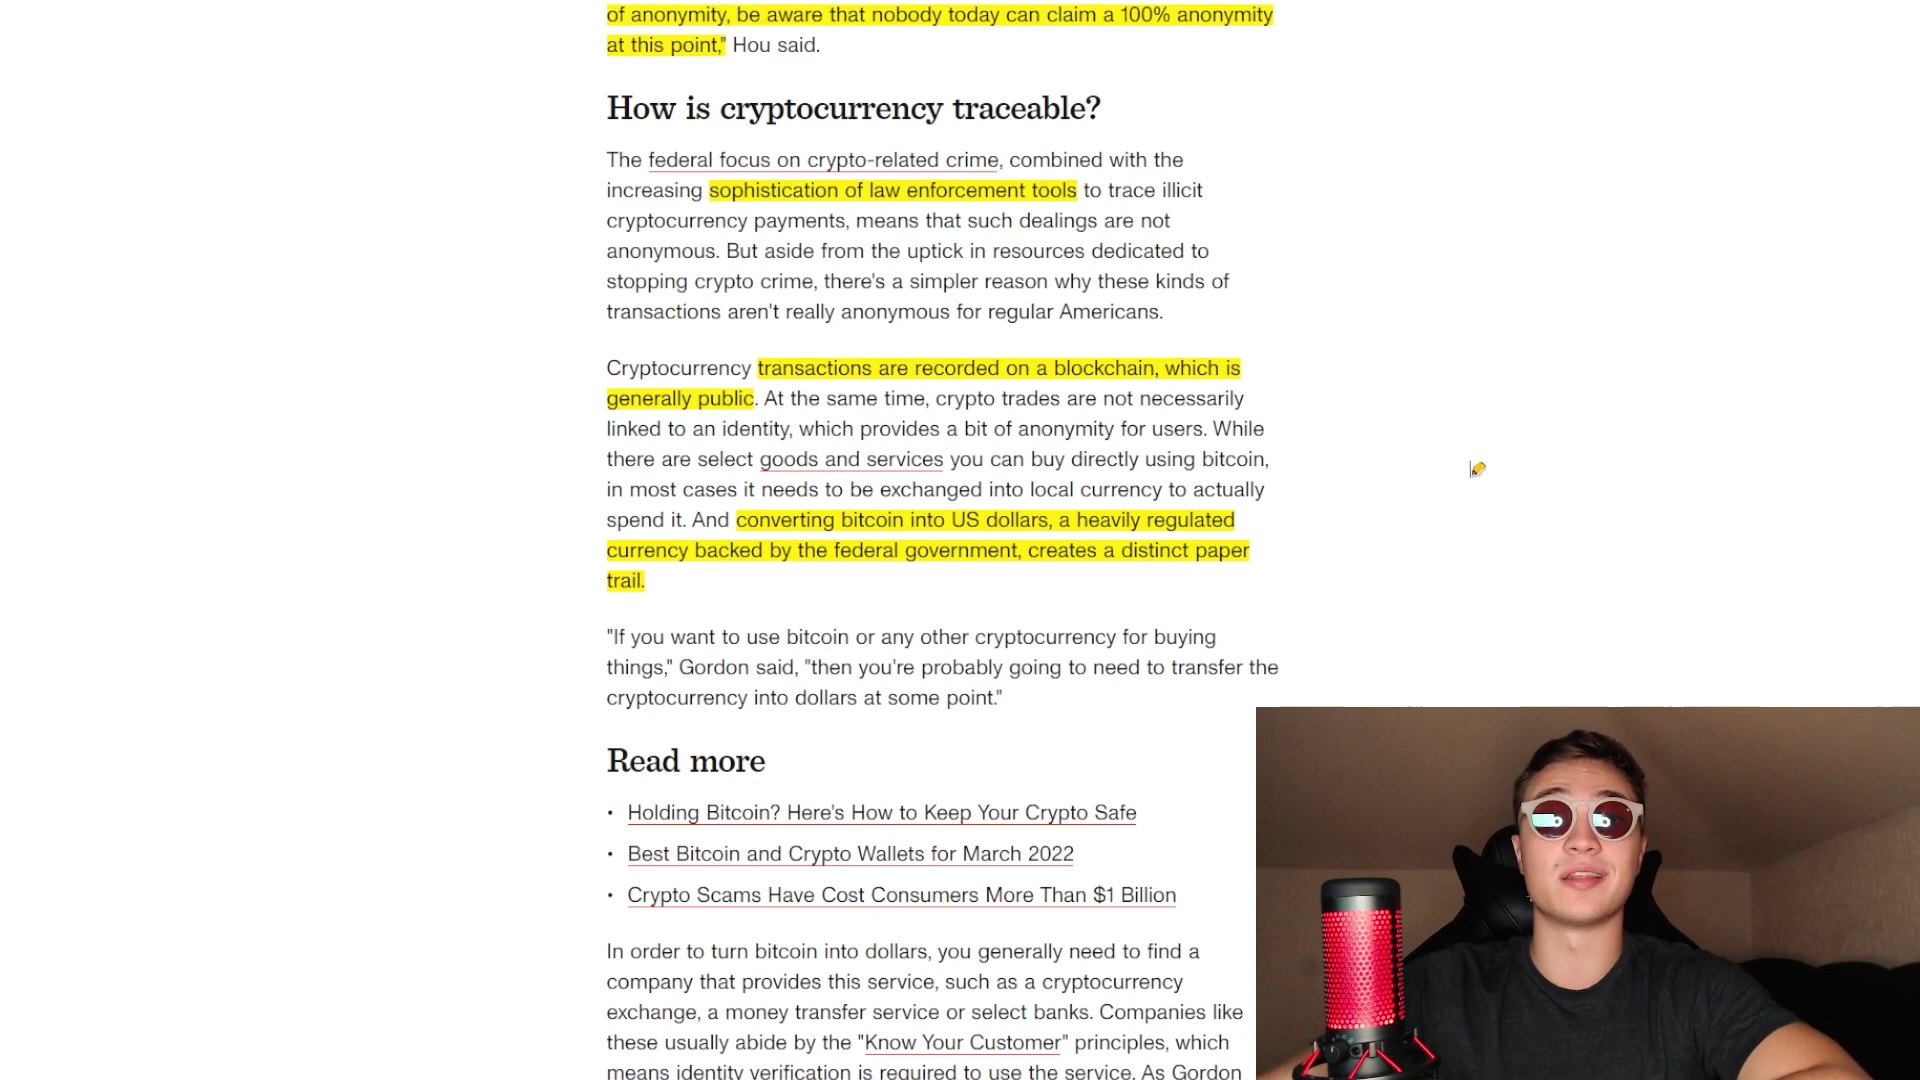 of anonymity, be aware that nobody today can claim a 100% anonymity
at this point," Hou said.
How is cryptocurrency traceable?
The federal focus on crypto-related crime, combined with the
increasing sophistication of law enforcement tools to trace illicit
cryptocurrency payments, means that such dealings are not
anonymous. But aside from the uptick in resources dedicated to
stopping crypto crime, there's a simpler reason why these kinds of
transactions aren't really anonymous for regular Americans.
Cryptocurrency transactions are recorded on a blockchain, which is
generally public. At the same time, crypto trades are not necessarily
linked to an identity, which provides a bit of anonymity for users. While
there are select goods and services you can buy directly using bitcoin,
in most cases it needs to be exchanged into local currency to actually
spend it. And converting bitcoin into US dollars, a heavily regulated
currency backed by the federal government, creates a distinct paper
trail.
"If you want to use bitcoin or any other cryptocurrency for buying
things," Gordon said, "then you're probably going to need to transfer the
cryptocurrency into dollars at some point."
Read more
• Holding Bitcoin? Here's How to Keep Your Crypto Safe
• Best Bitcoin and Crypto Wallets for March 2022
• Crypto Scams Have Cost Consumers More Than $1 Billion
In order to turn bitcoin into dollars, you generally need to find a
company that provides this service, such as a cryptocurrency
exchange, a money transfer service or select banks. Companies like
these usually abide by the "Know Your Customer" principles, which
means identity verification is required to use the service. As Gordon